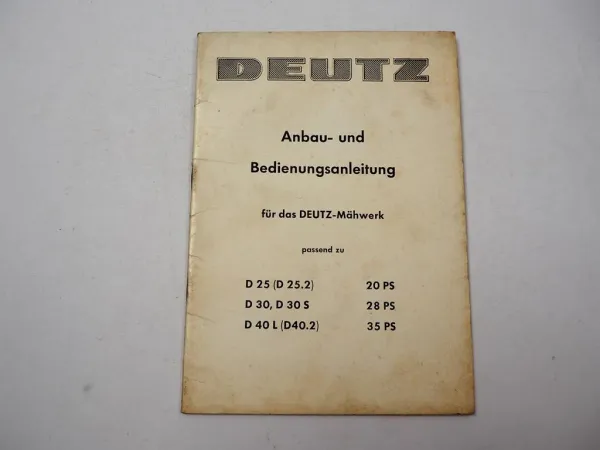 DEUTZ
Anbau- und
Bedienungsanleitung
für das DEUTZ-Mähwerk
passend zu
D 25 (D 25.2) 20 PS
D 30, D 30 S 28 PS
D 40 L (D40.2) 35 PS